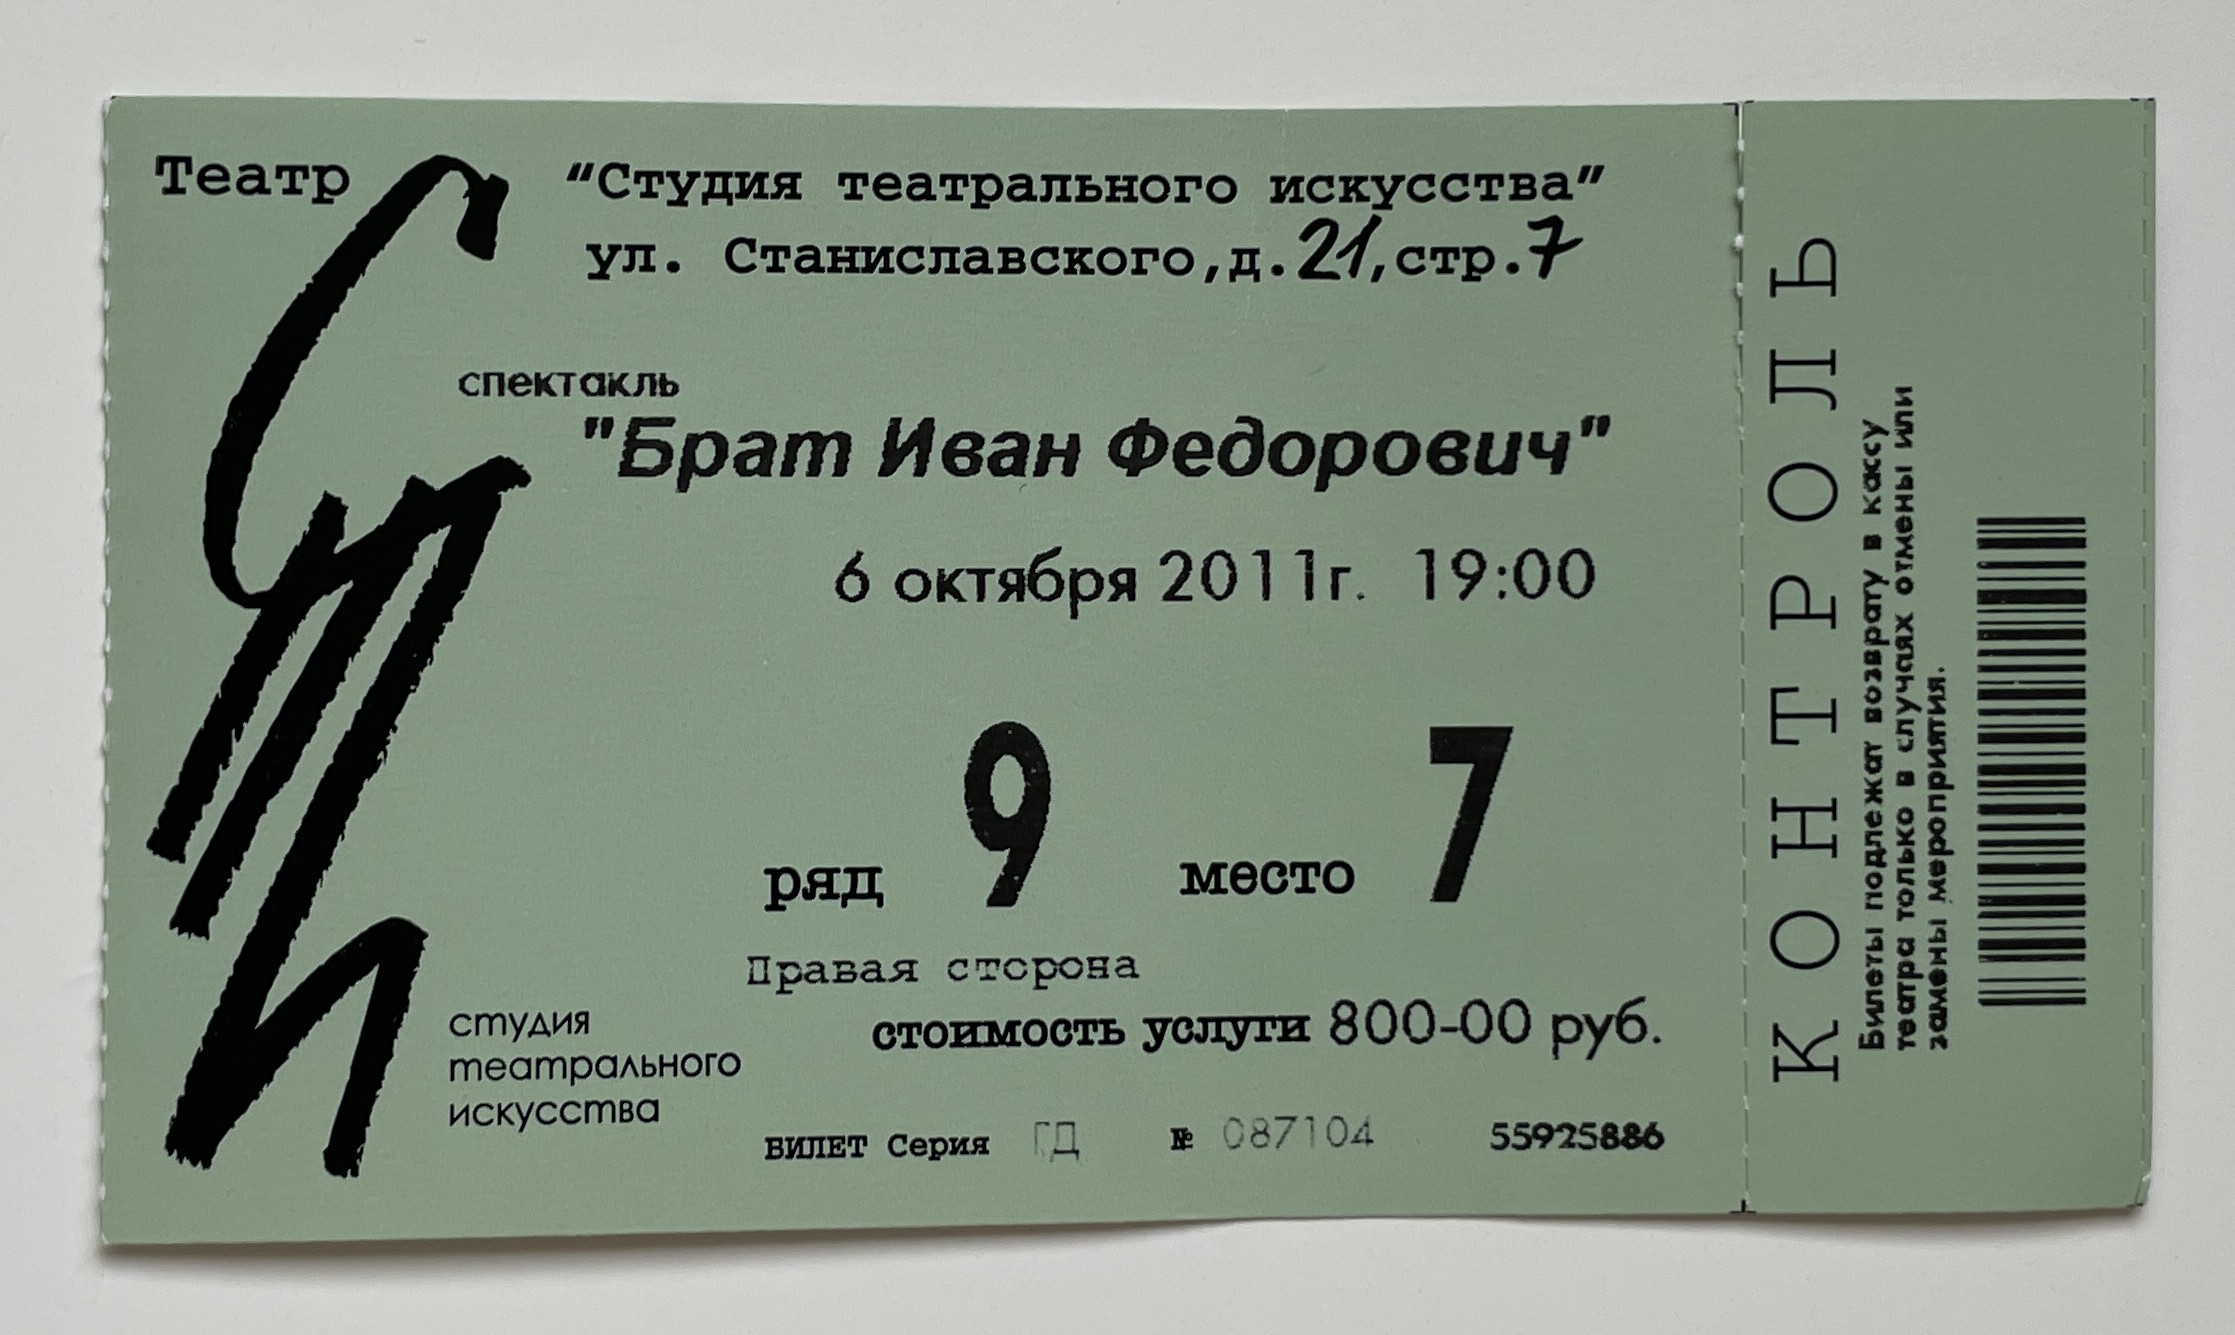 Театр
"Студия театрального искусства"
ул. Станиславского, д. 21, стр. 7
спектакль
"Брат Иван Федорович"
6 октября 2011г. 19:00
ряд 9 место 7
Правая сторона
стоимость услуги 800-00 руб.
студия
театрального
искусства
БИЛЕТ Серия ГД № 087104 55925886
КОНТРОЛЬ
Билеты подлежат возврату в кассу
театра только в случаях отмены или
замены мероприятия.